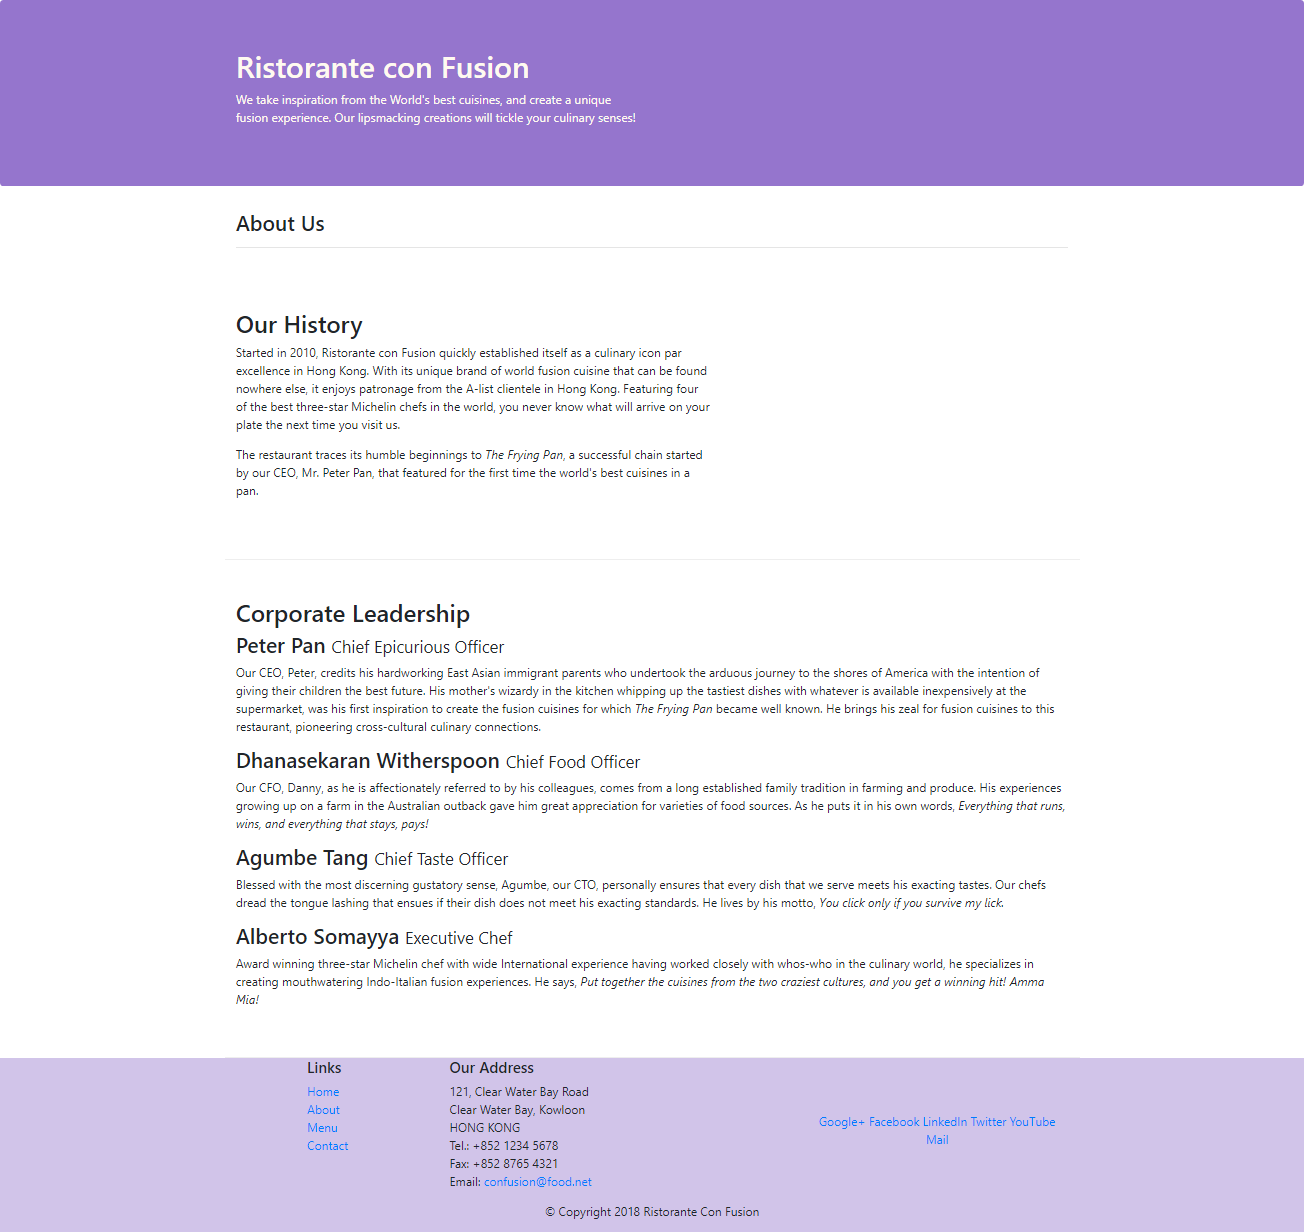 Ristorante con Fusion
We take inspiration from the World's best cuisines, and create a unique
fusion experience. Our lipsmacking creations will tickle your culinary senses!
About Us
Our History
Started in 2010, Ristorante con Fusion quickly established itself as a culinary icon par
excellence in Hong Kong. With its unique brand of world fusion cuisine that can be found
nowhere else, it enjoys patronage from the A-list clientele in Hong Kong. Featuring four
of the best three-star Michelin chefs in the world, you never know what will arrive on your
plate the next time you visit us.
The restaurant traces its humble beginnings to The Frying Pan, a successful chain started
by our CEO, Mr. Peter Pan, that featured for the first time the world's best cuisines in a
pan.
Corporate Leadership
Peter Pan Chief Epicurious Officer
Our CEO, Peter, credits his hardworking East Asian immigrant parents who undertook the arduous journey to the shores of America with the intention of
giving their children the best future. His mother's wizardy in the kitchen whipping up the tastiest dishes with whatever is available inexpensively at the
supermarket, was his first inspiration to create the fusion cuisines for which The Frying Pan became well known. He brings his zeal for fusion cuisines to this
restaurant, pioneering cross-cultural culinary connections.
Dhanasekaran Witherspoon Chief Food Officer
Our CFO, Danny, as he is affectionately referred to by his colleagues, comes from a long established family tradition in farming and produce. His experiences
growing up on a farm in the Australian outback gave him great appreciation for varieties of food sources. As he puts it in his own words, Everything that runs,
wins, and everything that stays, pays!
Agumbe Tang Chief Taste Officer
Blessed with the most discerning gustatory sense, Agumbe, our CTO, personally ensures that every dish that we serve meets his exacting tastes. Our chefs
dread the tongue lashing that ensues if their dish does not meet his exacting standards. He lives by his motto, You click only if you survive my lick.
Alberto Somayya Executive Chef
Award winning three-star Michelin chef with wide International experience having worked closely with whos-who in the culinary world, he specializes in
creating mouthwatering Indo-Italian fusion experiences. He says, Put together the cuisines from the two craziest cultures, and you get a winning hit! Amma
Mia!
Links
Home
About
Menu
Contact
Our Address
121, Clear Water Bay Road
Clear Water Bay, Kowloon
HONG KONG
Tel.: +852 1234 5678
Fax: +852 8765 4321
Email: confusion@food.net
Google+ Facebook LinkedIn Twitter YouTube
Mail
© Copyright 2018 Ristorante Con Fusion